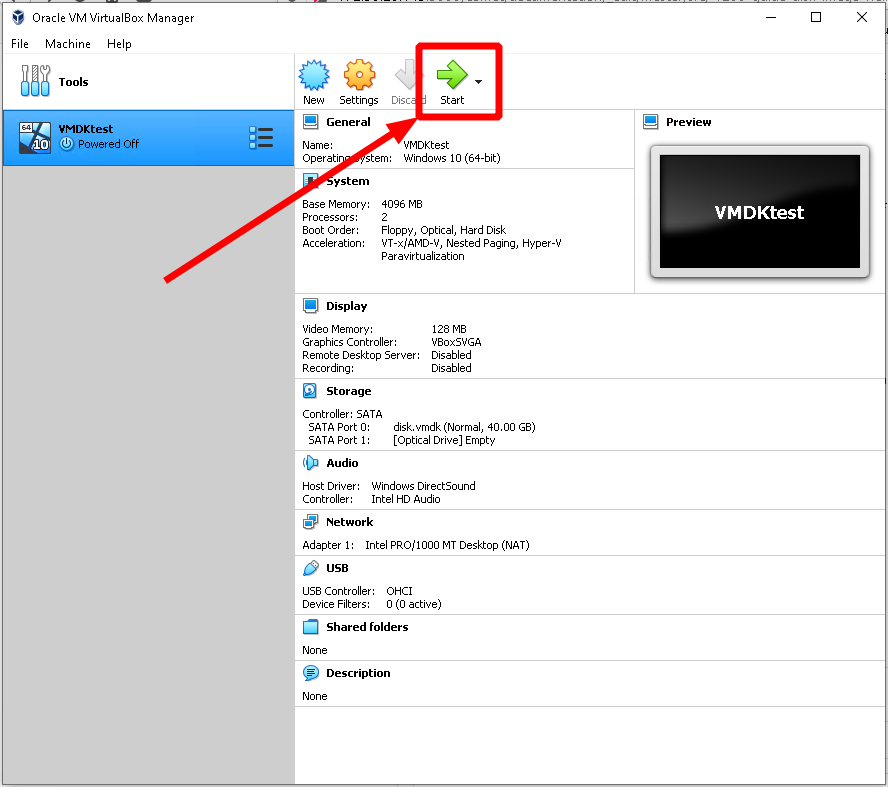 Oracle VM VirtualBox Manager
File Machine Help
Tools
New Settings Discard Start
64
10
VMDKtest
Powered Off
General
Name: VMDKtest
Operating System: Windows 10 (64-bit)
Preview
VMDKtest
System
Base Memory: 4096 MB
Processors: 2
Boot Order: Floppy, Optical, Hard Disk
Acceleration: VT-x/AMD-V, Nested Paging, Hyper-V
Paravirtualization
Display
Video Memory: 128 MB
Graphics Controller: VBoxSVGA
Remote Desktop Server: Disabled
Recording: Disabled
Storage
Controller: SATA
SATA Port 0: disk.vmdk (Normal, 40.00 GB)
SATA Port 1: [Optical Drive] Empty
Audio
Host Driver: Windows DirectSound
Controller: Intel HD Audio
Network
Adapter 1: Intel PRO/1000 MT Desktop (NAT)
USB
USB Controller: OHCI
Device Filters: 0 (0 active)
Shared folders
None
Description
None